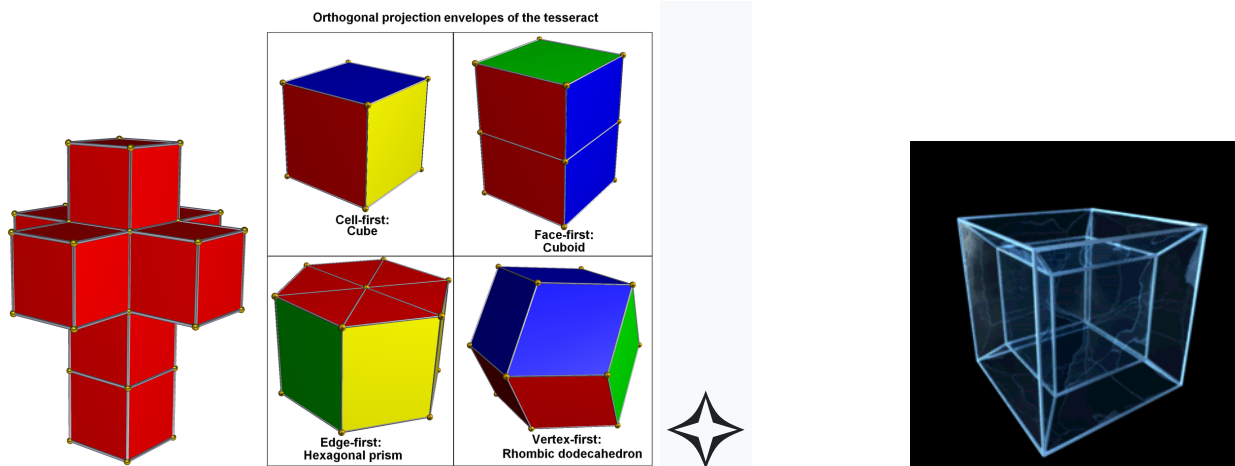 Orthogonal projection envelopes of the tesseract
Cell-first:
Cube
Face-first:
Cuboid
Edge-first:
Hexagonal prism
Vertex-first:
Rhombic dodecahedron